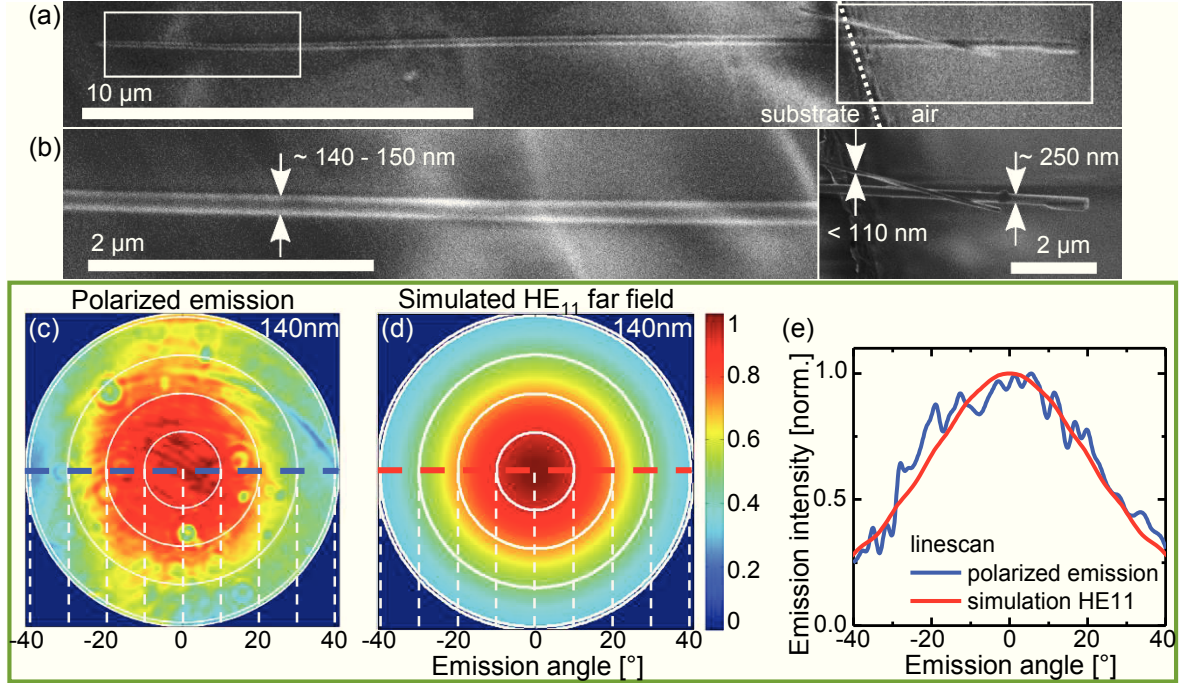 (a)
10 µm
substrate
air
(b)
~ 140 - 150 nm
2 µm
~ 250 nm
< 110 nm
2 µm
Polarized emission
(c)
140nm
-40 -20 0 20 40
Simulated HE11 far field
(d)
140nm
1
0.8
0.6
0.4
0.2
0
-40 -20 0 20 40
Emission angle [°]
(e)
Emission intensity [norm.]
1.0
0.5
0.0
linescan
polarized emission
simulation HE11
-40 -20 0 20 40
Emission angle [°]